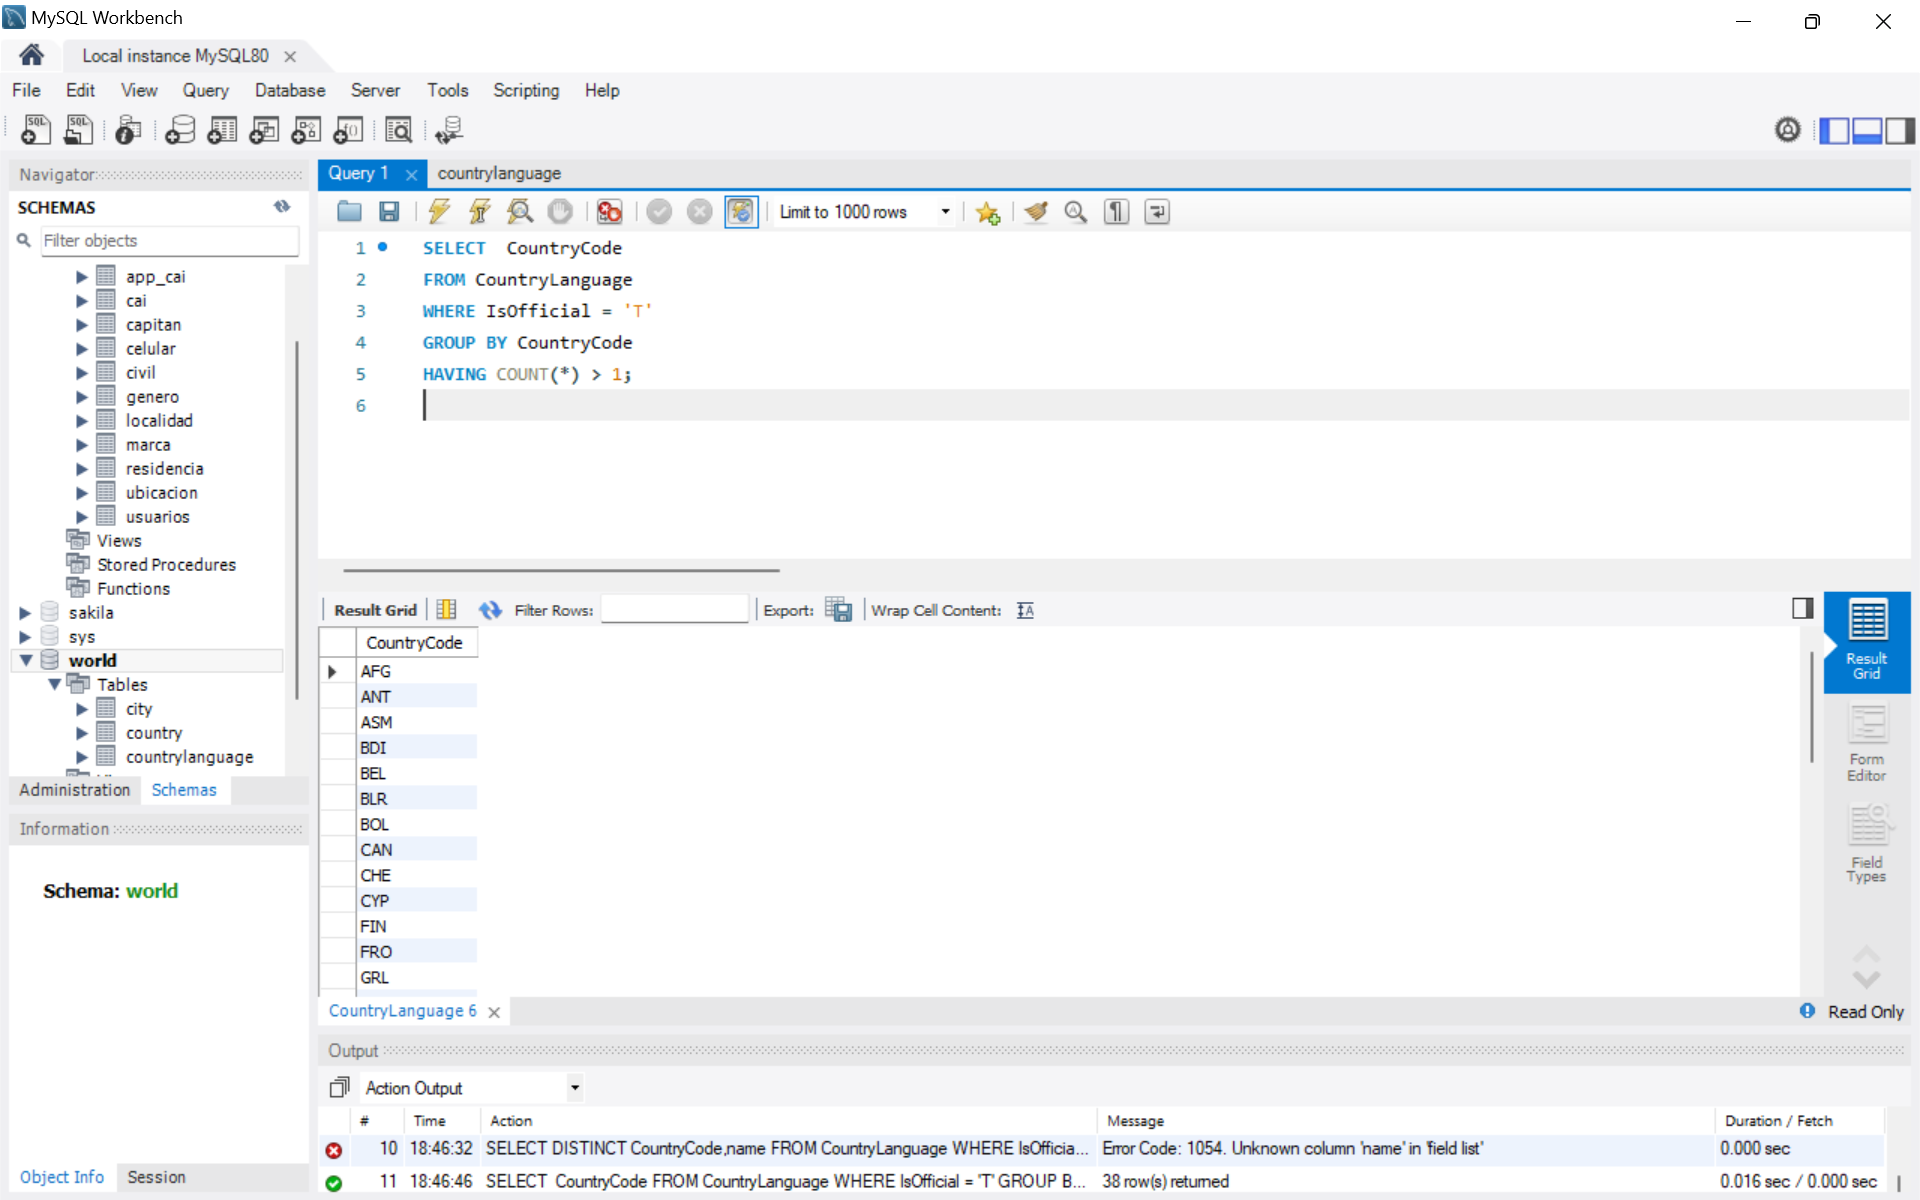 MySQL Workbench
Local instance MySQL80
File Edit View Query Database Server Tools Scripting Help
Navigator
SCHEMAS
Filter objects
app_cai
cai
capitan
celular
civil
genero
localidad
marca
residencia
ubicacion
usuarios
Views
Stored Procedures
Functions
sakila
sys
world
Tables
city
country
countrylanguage
Administration Schemas
Information
Schema: world
Object Info Session
Query 1 countrylanguage
Limit to 1000 rows
1 SELECT CountryCode
2 FROM CountryLanguage
3 WHERE IsOfficial = 'T'
4 GROUP BY CountryCode
5 HAVING COUNT(*) > 1;
6
Result Grid Filter Rows: Export: Wrap Cell Content:
CountryCode
AFG
ANT
ASM
BDI
BEL
BLR
BOL
CAN
CHE
CYP
FIN
FRO
GRL
Result Grid
Form Editor
Field Types
CountryLanguage 6
Read Only
Output
Action Output
# Time Action Message Duration / Fetch
10 18:46:32 SELECT DISTINCT CountryCode,name FROM CountryLanguage WHERE IsOfficia... Error Code: 1054. Unknown column 'name' in 'field list' 0.000 sec
11 18:46:46 SELECT CountryCode FROM CountryLanguage WHERE IsOfficial = 'T' GROUP B... 38 row(s) returned 0.016 sec / 0.000 sec